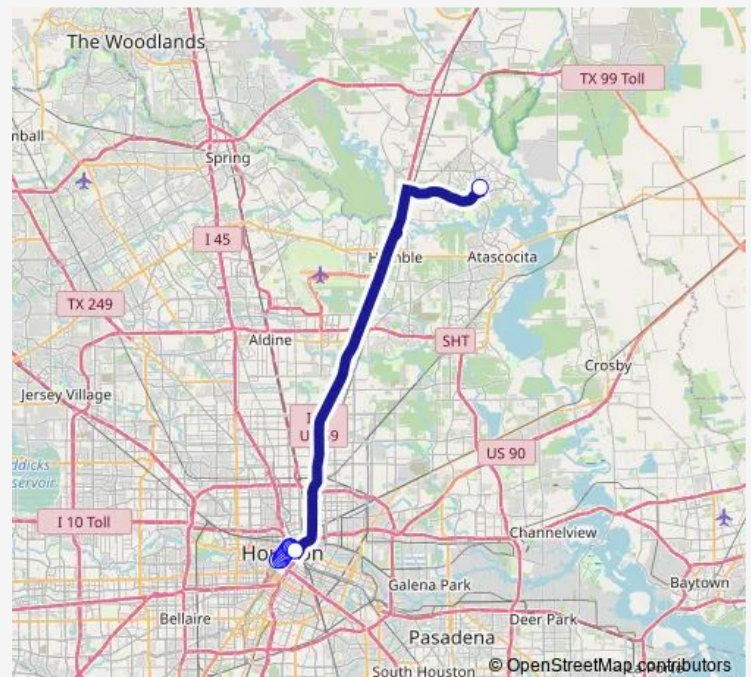 The Woodlands
TX 99 Toll
Spring
I 45
Atascocita
TX 249
Aldine
SHT
Crosby
Jersey Village
US 90
I 10 Toll
Channelview
Galena Park
Baytown
Bellaire
Deer Park
Pasadena
South Houston
© OpenStreetMap contributors